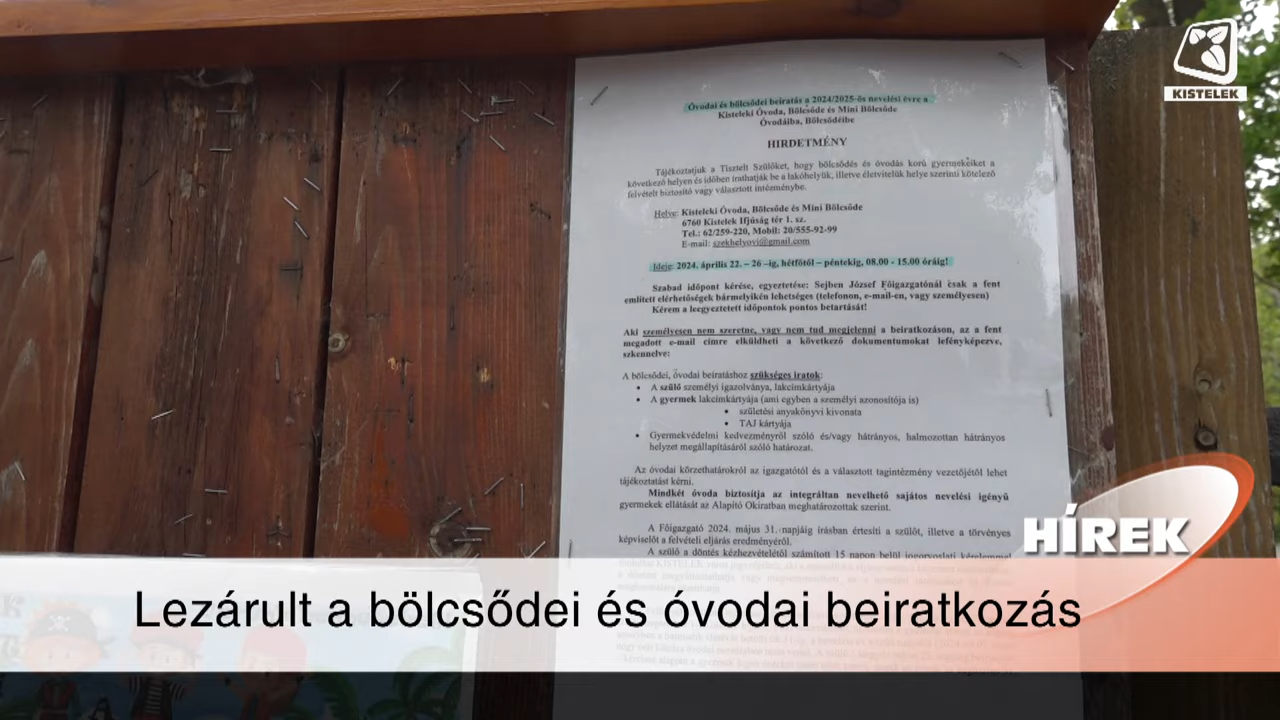 KISTELEK
Óvodai és bölcsődei beiratás a 2024/2025-ös nevelési évre a
Kisteleki Óvoda, Bölcsőde és Mini Bölcsőde
Óvodáiba, Bölcsődéibe
HIRDETMÉNY
Tájékoztatjuk a Tisztelt Szülőket, hogy bölcsődés és óvodás korú gyermekeiket a
következő helyen és időben írathatják be a lakóhelyük, illetve életvitelük helye szerinti kötelező
felvételt biztosító vagy választott intézménybe.
Helye: Kisteleki Óvoda, Bölcsőde és Mini Bölcsőde
6760 Kistelek Ifjúság tér 1. sz.
Tel.: 62/259-220, Mobil: 20/555-92-99
E-mail: szekhelyovi@gmail.com
Ideje: 2024. április 22. – 26 –ig, hétfőtől – péntekig, 08.00 - 15.00 óráig!
Szabad időpont kérése, egyeztetése: Sejben József Főigazgatónál csak a fent
említett elérhetőségek bármelyikén lehetséges (telefonon, e-mail-en, vagy személyesen)
Kérem a leegyeztetett időpontok pontos betartását!
Aki személyesen nem szeretne, vagy nem tud megjelenni a beiratkozáson, az a fent
megadott e-mail címre elküldheti a következő dokumentumokat lefényképezve,
szkennelve:
A bölcsődei, óvodai beiratáshoz szükséges iratok:
• A szülő személyi igazolványa, lakcímkártyája
• A gyermek lakcímkártyája (ami egyben a személyi azonosítója is)
• születési anyakönyvi kivonata
• TAJ kártyája
• Gyermekvédelmi kedvezményről szóló és/vagy hátrányos, halmozottan hátrányos
helyzet megállapításáról szóló határozat.
Az óvodai körzethatárokról az igazgatótól és a választott tagintézmény vezetőjétől lehet
tájékoztatást kérni.
Mindkét óvoda biztosítja az integráltan nevelhető sajátos nevelési igényű
gyermekek ellátását az Alapító Okiratban meghatározottak szerint.
A Főigazgató 2024. május 31. napjáig írásban értesíti a szülőt, illetve a törvényes
képviselőt a felvételi eljárás eredményéről.
A szülő a döntés kézhezvételétől számított 15 napon belül jogorvoslati kérelemmel
HÍREK
Lezárult a bölcsődei és óvodai beiratkozás